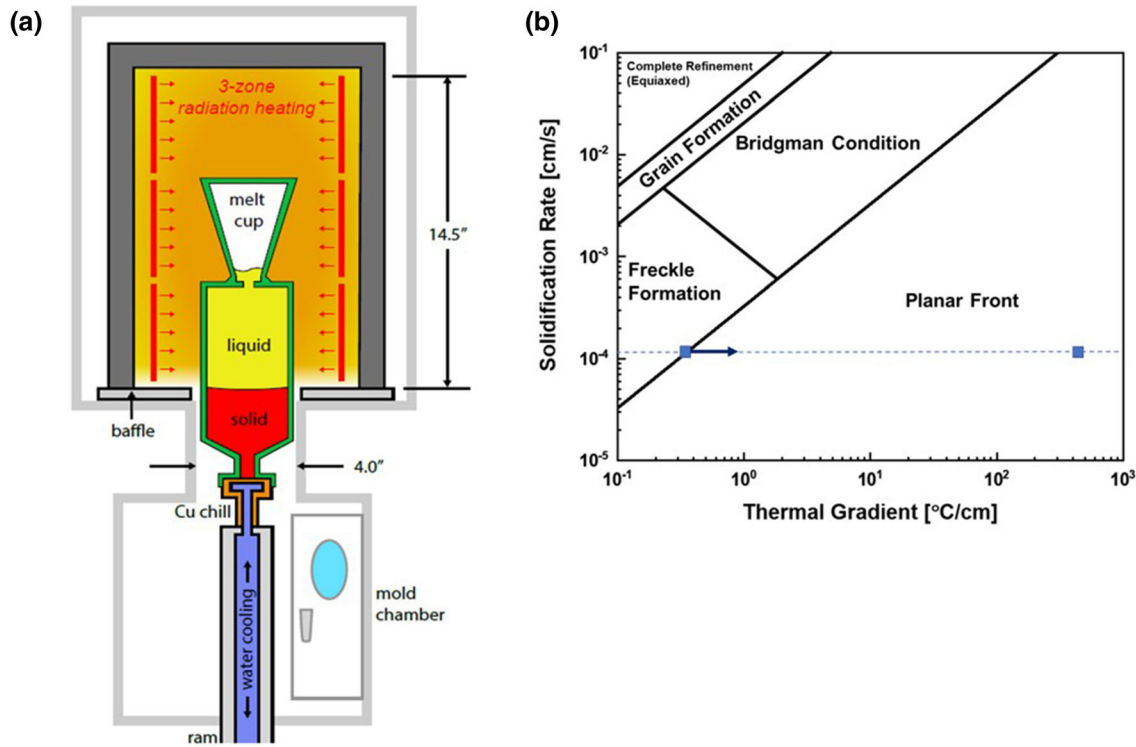 (a)
3-zone
radiation heating
melt
cup
14.5"
liquid
solid
baffle
4.0"
Cu chill
water cooling
mold
chamber
ram
(b)
Solidification Rate [cm/s]
10⁻¹
10⁻²
10⁻³
10⁻⁴
10⁻⁵
Complete Refinement
(Equiaxed)
Grain Formation
Bridgman Condition
Freckle
Formation
Planar Front
10⁻¹ 10⁰ 10¹ 10² 10³
Thermal Gradient [°C/cm]